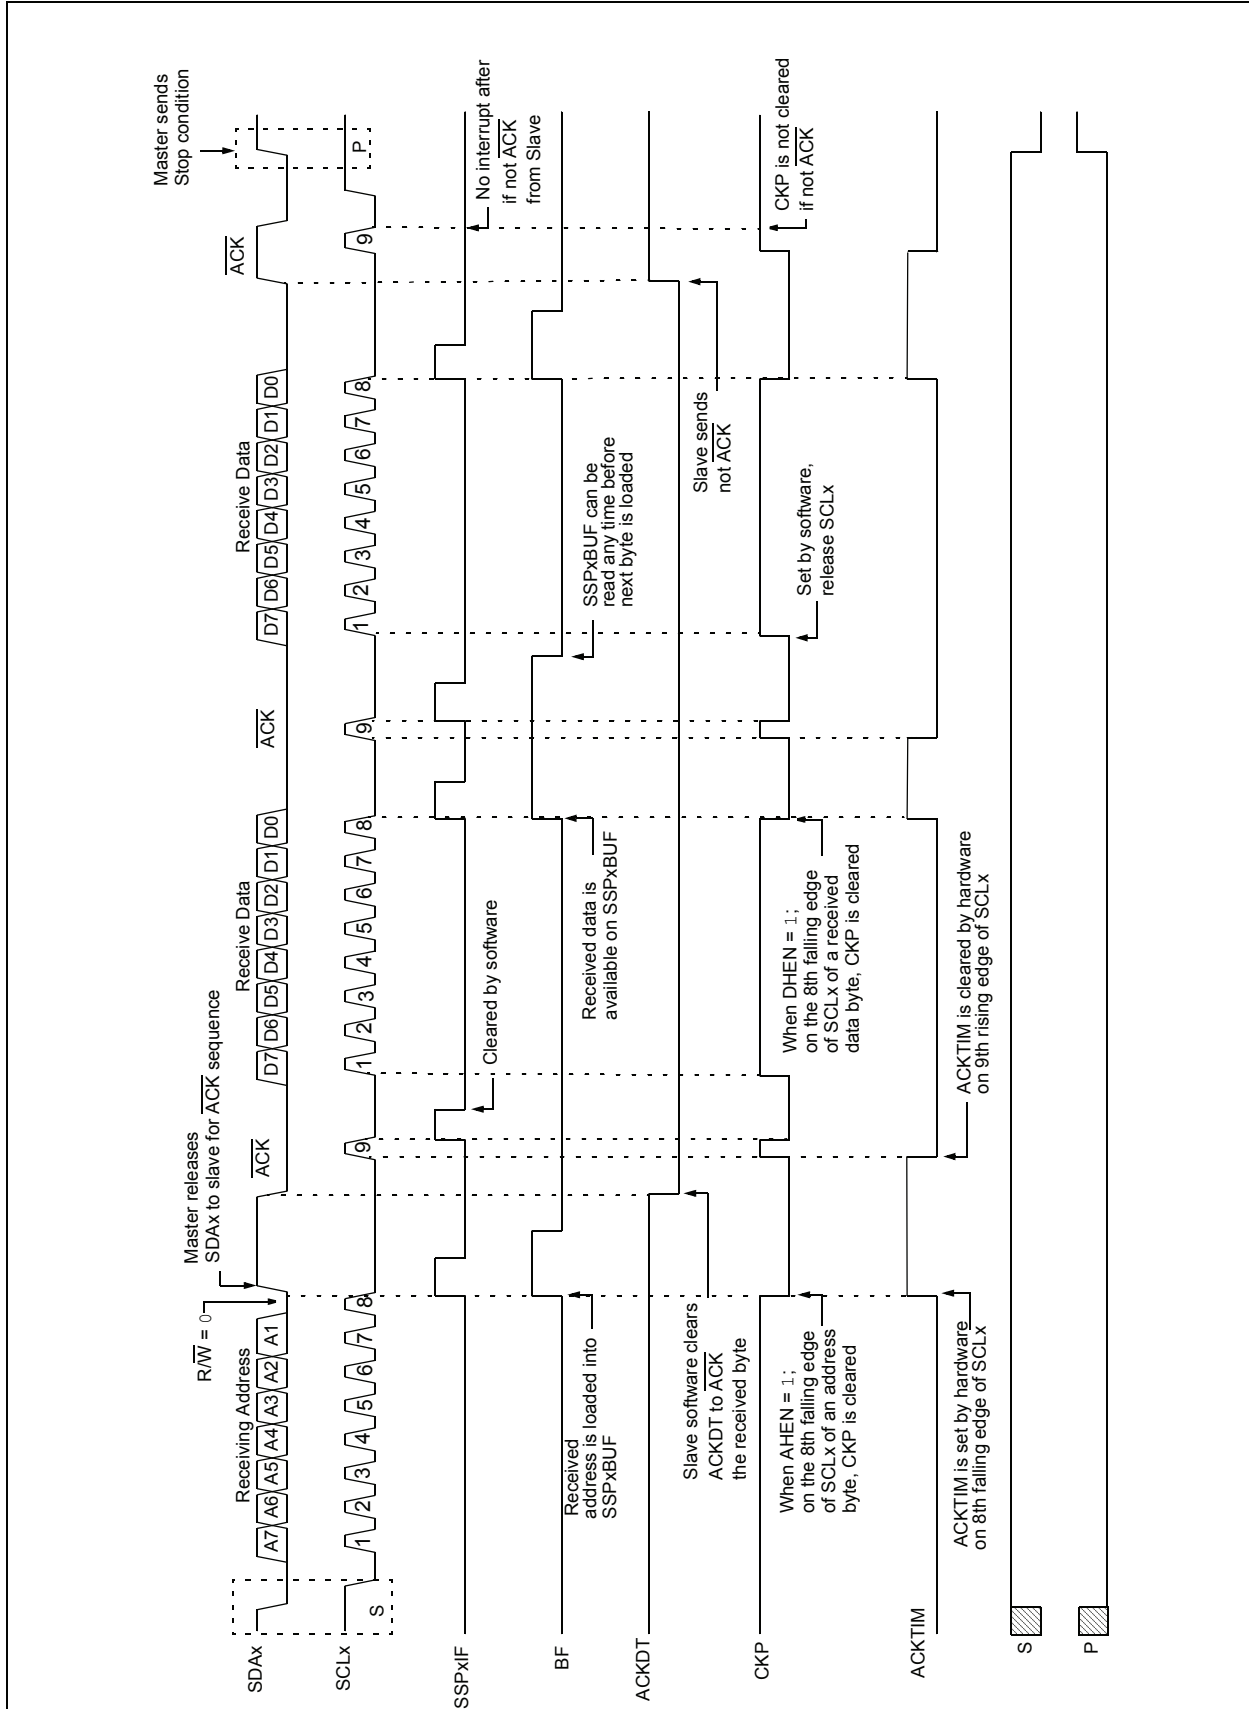 Master sends
Stop condition
Master releases
SDAx to slave for ACK sequence
R/W = 0
Receiving Address
Receive Data
Receive Data
ACK
ACK
ACK
SDAx
A7 A6 A5 A4 A3 A2 A1
D7 D6 D5 D4 D3 D2 D1 D0
D7 D6 D5 D4 D3 D2 D1 D0
SCLx
S
1 2 3 4 5 6 7 8 9
1 2 3 4 5 6 7 8 9
1 2 3 4 5 6 7 8 9
P
SSPxIF
Cleared by software
No interrupt after
if not ACK
from Slave
BF
Received
address is loaded into
SSPxBUF
Received data is
available on SSPxBUF
SSPxBUF can be
read any time before
next byte is loaded
ACKDT
Slave software clears
ACKDT to ACK
the received byte
Slave sends
not ACK
CKP
When AHEN = 1;
on the 8th falling edge
of SCLx of an address
byte, CKP is cleared
When DHEN = 1;
on the 8th falling edge
of SCLx of a received
data byte, CKP is cleared
Set by software,
release SCLx
CKP is not cleared
if not ACK
ACKTIM
ACKTIM is set by hardware
on 8th falling edge of SCLx
ACKTIM is cleared by hardware
on 9th rising edge of SCLx
S
P